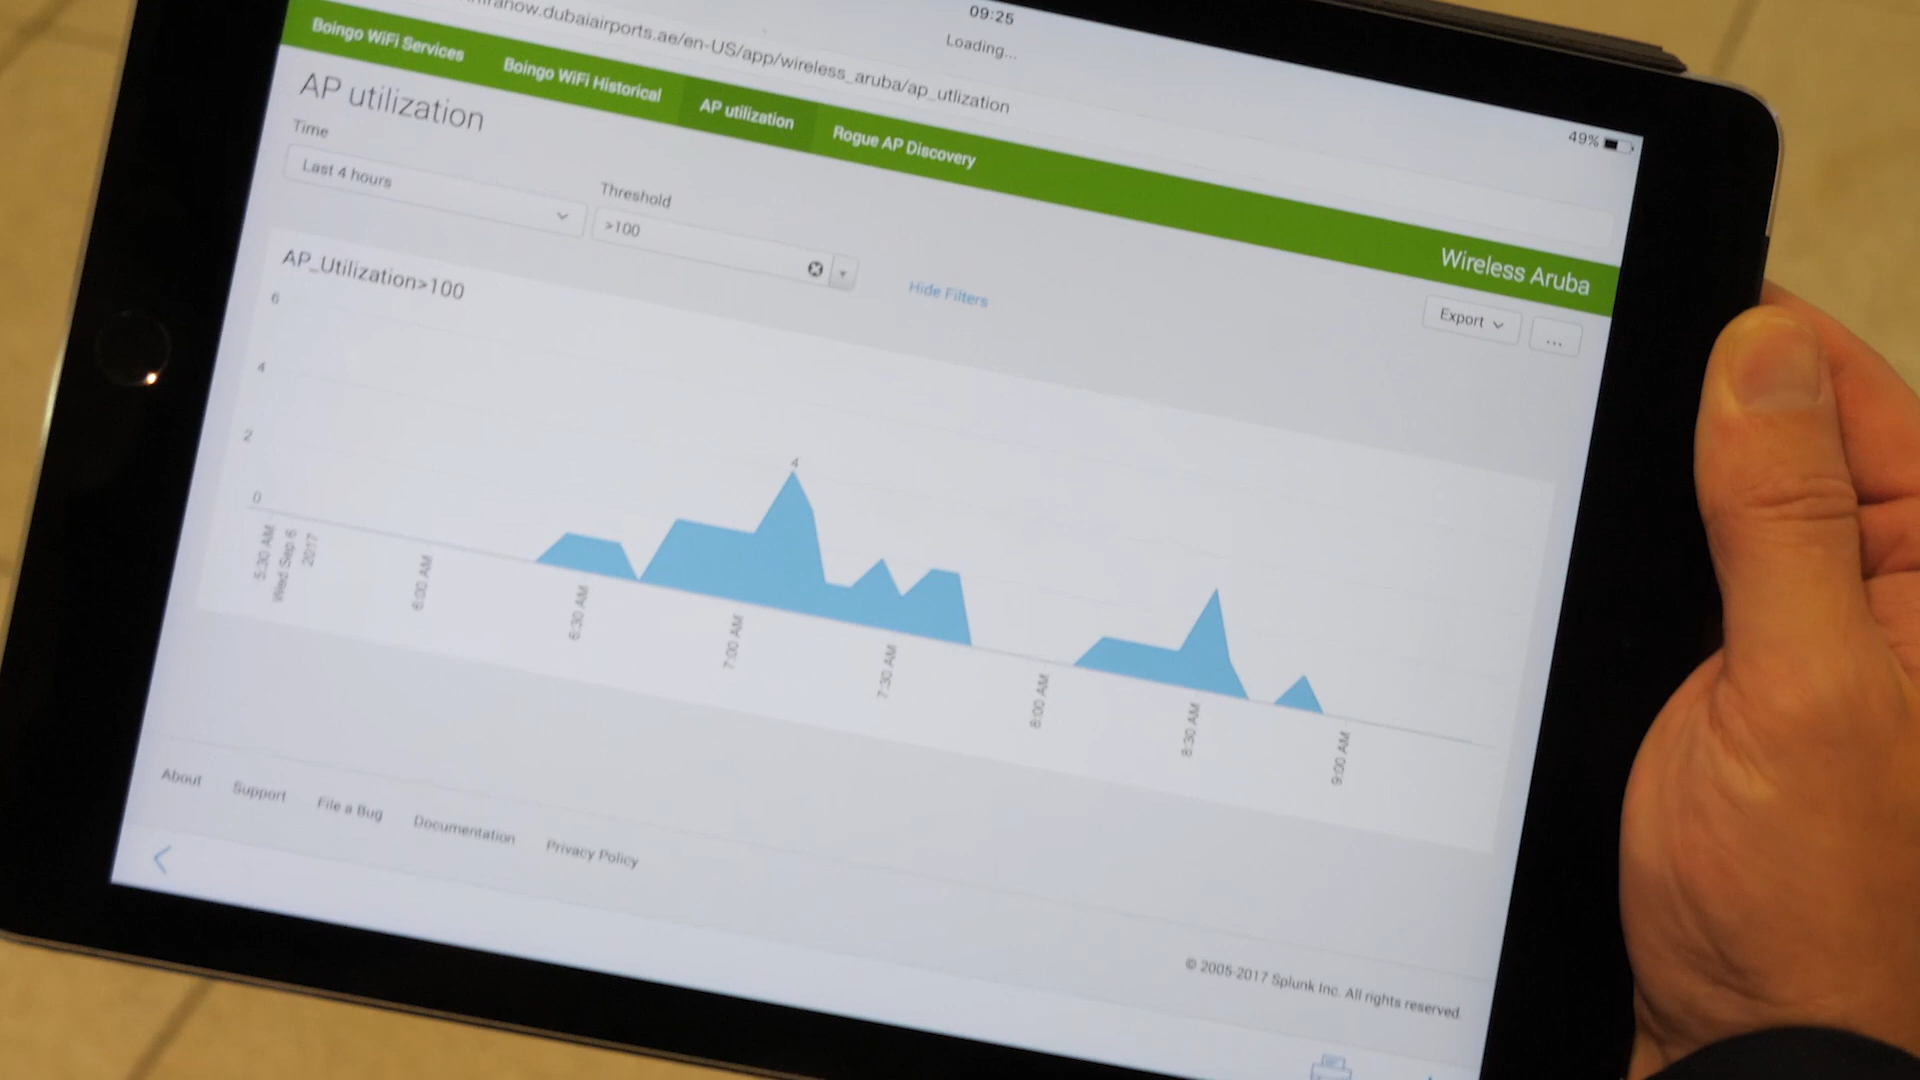 09:25
Loading...
now.dubaiairports.ae/en-US/app/wireless_aruba/ap_utlization
49%
Boingo WiFi Services
Boingo WiFi Historical
AP utilization
Rogue AP Discovery
Wireless Aruba
AP utilization
Time
Last 4 hours
Threshold
>100
Hide Filters
Export
...
AP_Utilization>100
6
4
2
0
4
5:30 AM
Wed Sep 6
2017
6:00 AM
6:30 AM
7:00 AM
7:30 AM
8:00 AM
8:30 AM
9:00 AM
About
Support
File a Bug
Documentation
Privacy Policy
© 2005-2017 Splunk Inc. All rights reserved.